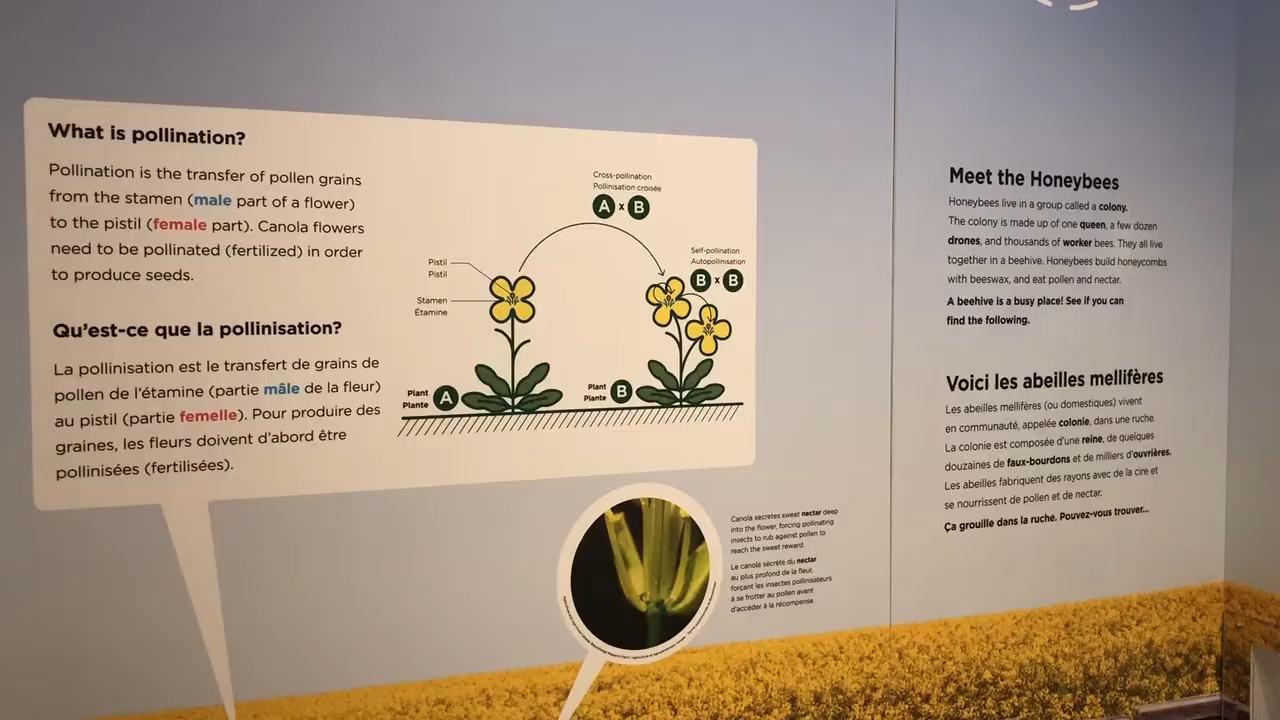 What is pollination?
Pollination is the transfer of pollen grains
from the stamen (male part of a flower)
to the pistil (female part). Canola flowers
need to be pollinated (fertilized) in order
to produce seeds.
Qu'est-ce que la pollinisation?
La pollinisation est le transfert de grains de
pollen de l'étamine (partie mâle de la fleur)
au pistil (partie femelle). Pour produire des
graines, les fleurs doivent d'abord être
pollinisées (fertilisées).
Cross-pollination
Pollinisation croisée
A x B
Self-pollination
Autopollinisation
B x B
Pistil
Pistil
Stamen
Étamine
Plant
Plante
A
Plant
Plante
B
Canola secretes sweet nectar deep
into the flower, forcing pollinating
insects to rub against pollen to
reach the sweet reward.
Le canola sécrète du nectar
au plus profond de la fleur,
forçant les insectes pollinisateurs
à se frotter au pollen avant
d'accéder à la récompense.
Meet the Honeybees
Honeybees live in a group called a colony.
The colony is made up of one queen, a few dozen
drones, and thousands of worker bees. They all live
together in a beehive. Honeybees build honeycombs
with beeswax, and eat pollen and nectar.
A beehive is a busy place! See if you can
find the following.
Voici les abeilles mellifères
Les abeilles mellifères (ou domestiques) vivent
en communauté, appelée colonie, dans une ruche.
La colonie est composée d'une reine, de quelques
douzaines de faux-bourdons et de milliers d'ouvrières.
Les abeilles fabriquent des rayons avec de la cire et
se nourrissent de pollen et de nectar.
Ça grouille dans la ruche. Pouvez-vous trouver...